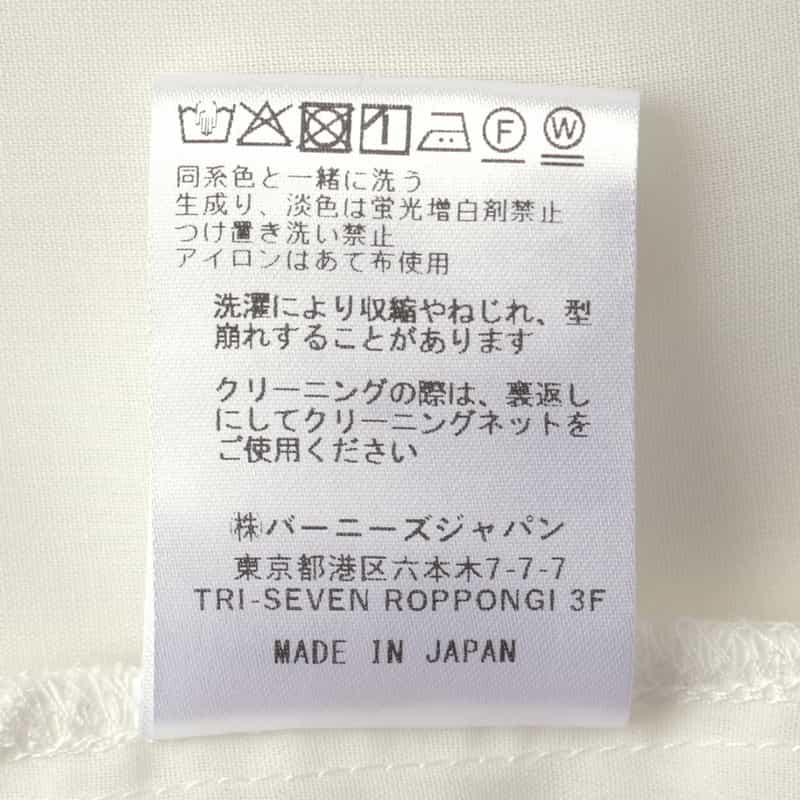 F W
同系色と一緒に洗う
生成り、淡色は蛍光増白剤禁止
つけ置き洗い禁止
アイロンはあて布使用
洗濯により収縮やねじれ、型
崩れすることがあります
クリーニングの際は、裏返し
にしてクリーニングネットを
ご使用ください
㈱バーニーズジャパン
東京都港区六本木7-7-7
TRI-SEVEN ROPPONGI 3F
MADE IN JAPAN